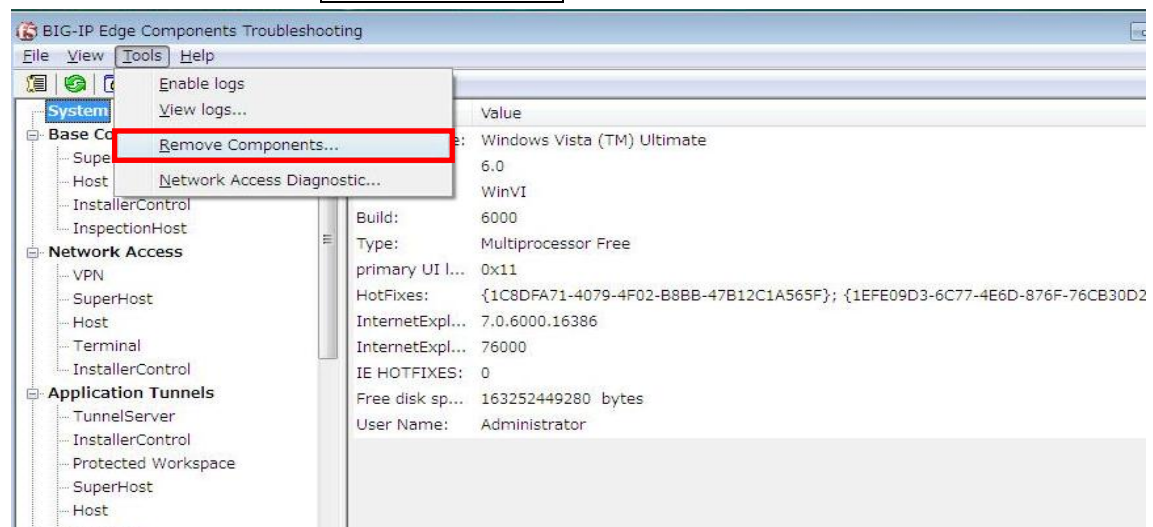 BIG-IP Edge Components Troubleshooting
File View Tools Help
Enable logs
View logs...
Remove Components...
Network Access Diagnostic...
System
Base Co
Supe
Host
InstallerControl
InspectionHost
Network Access
VPN
SuperHost
Host
Terminal
InstallerControl
Application Tunnels
TunnelServer
InstallerControl
Protected Workspace
SuperHost
Host
Value
e: Windows Vista (TM) Ultimate
6.0
WinVI
Build: 6000
Type: Multiprocessor Free
primary UI l... 0x11
HotFixes: {1C8DFA71-4079-4F02-B8BB-47B12C1A565F}; {1EFE09D3-6C77-4E6D-876F-76CB30D2
InternetExpl... 7.0.6000.16386
InternetExpl... 76000
IE HOTFIXES: 0
Free disk sp... 163252449280 bytes
User Name: Administrator